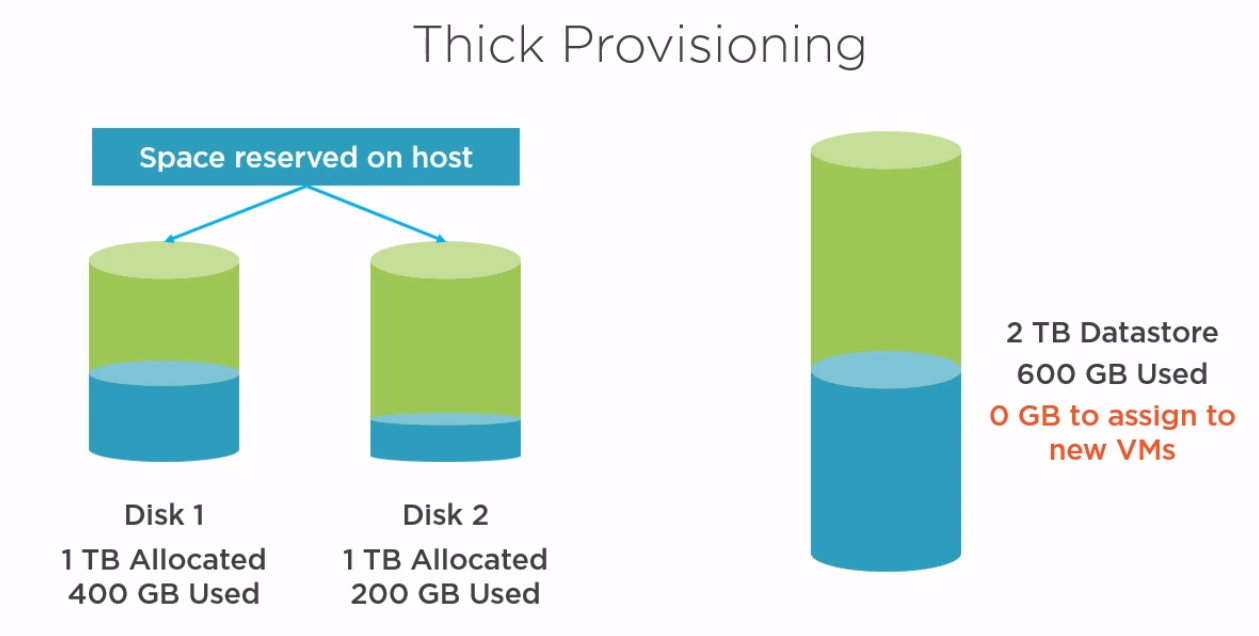 Thick Provisioning
Space reserved on host
Disk 1
1 TB Allocated
400 GB Used
Disk 2
1 TB Allocated
200 GB Used
2 TB Datastore
600 GB Used
0 GB to assign to
new VMs